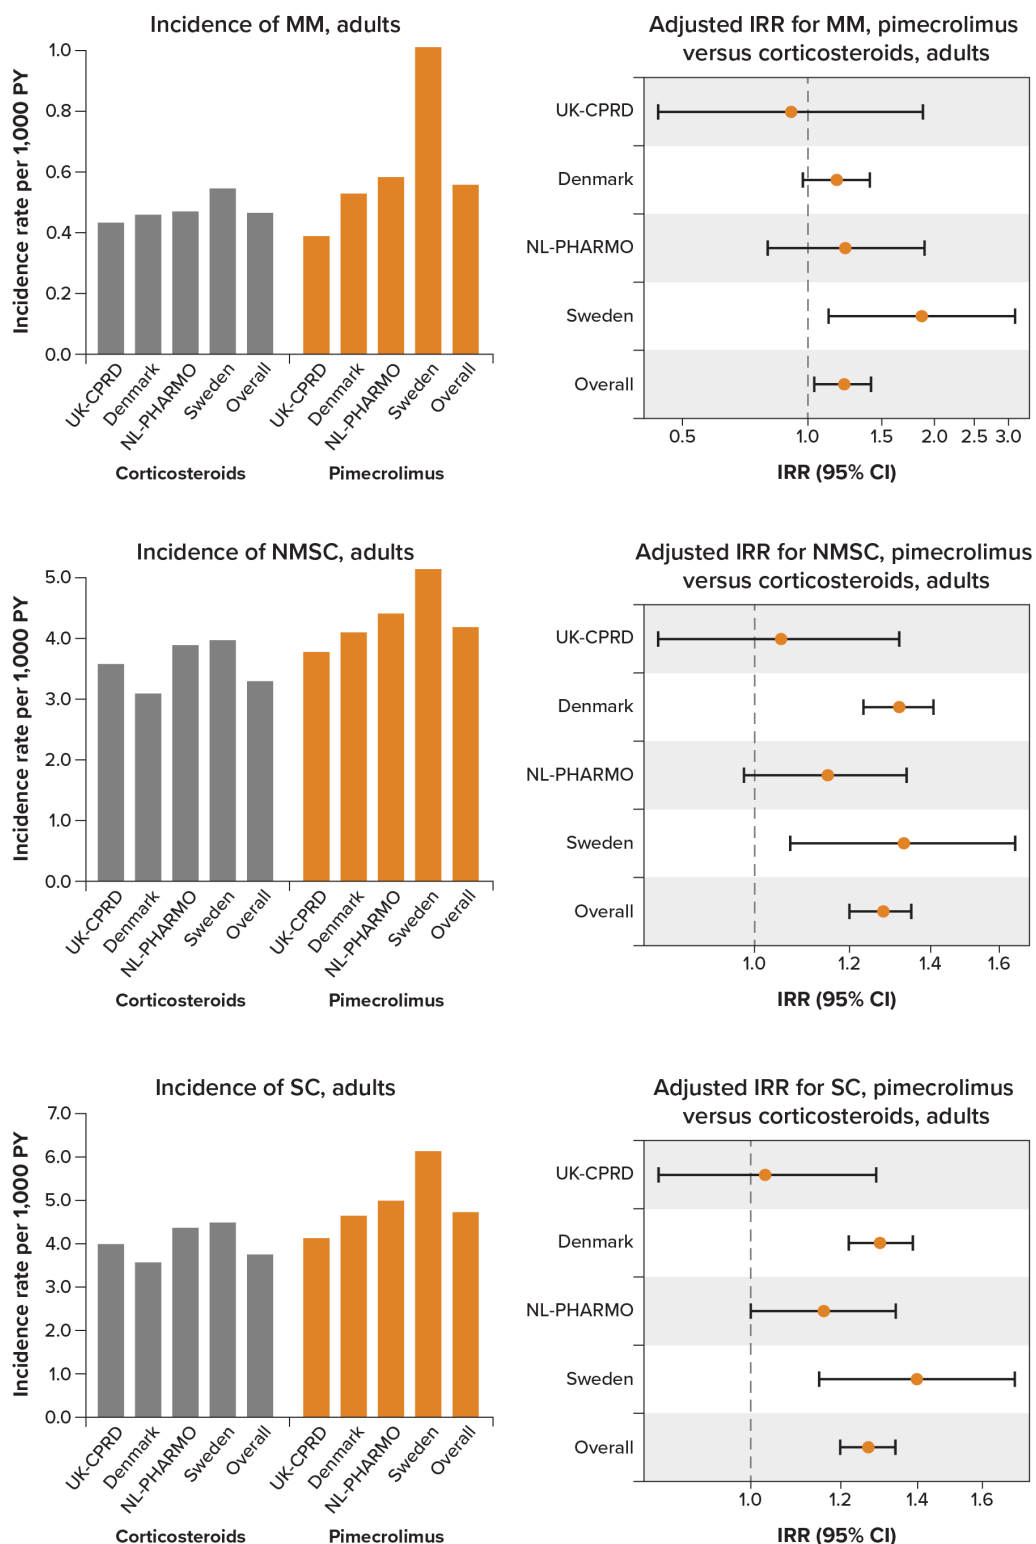 Incidence of MM, adults
Incidence rate per 1,000 PY
1.0
0.8
0.6
0.4
0.2
0.0
UK-CPRD
Denmark
NL-PHARMO
Sweden
Overall
UK-CPRD
Denmark
NL-PHARMO
Sweden
Overall
Corticosteroids
Pimecrolimus
Adjusted IRR for MM, pimecrolimus
versus corticosteroids, adults
UK-CPRD
Denmark
NL-PHARMO
Sweden
Overall
0.5
1.0
1.5
2.0
2.5
3.0
IRR (95% CI)
Incidence of NMSC, adults
Incidence rate per 1,000 PY
5.0
4.0
3.0
2.0
1.0
0.0
UK-CPRD
Denmark
NL-PHARMO
Sweden
Overall
UK-CPRD
Denmark
NL-PHARMO
Sweden
Overall
Corticosteroids
Pimecrolimus
Adjusted IRR for NMSC, pimecrolimus
versus corticosteroids, adults
UK-CPRD
Denmark
NL-PHARMO
Sweden
Overall
1.0
1.2
1.4
1.6
IRR (95% CI)
Incidence of SC, adults
Incidence rate per 1,000 PY
7.0
6.0
5.0
4.0
3.0
2.0
1.0
0.0
UK-CPRD
Denmark
NL-PHARMO
Sweden
Overall
UK-CPRD
Denmark
NL-PHARMO
Sweden
Overall
Corticosteroids
Pimecrolimus
Adjusted IRR for SC, pimecrolimus
versus corticosteroids, adults
UK-CPRD
Denmark
NL-PHARMO
Sweden
Overall
1.0
1.2
1.4
1.6
IRR (95% CI)